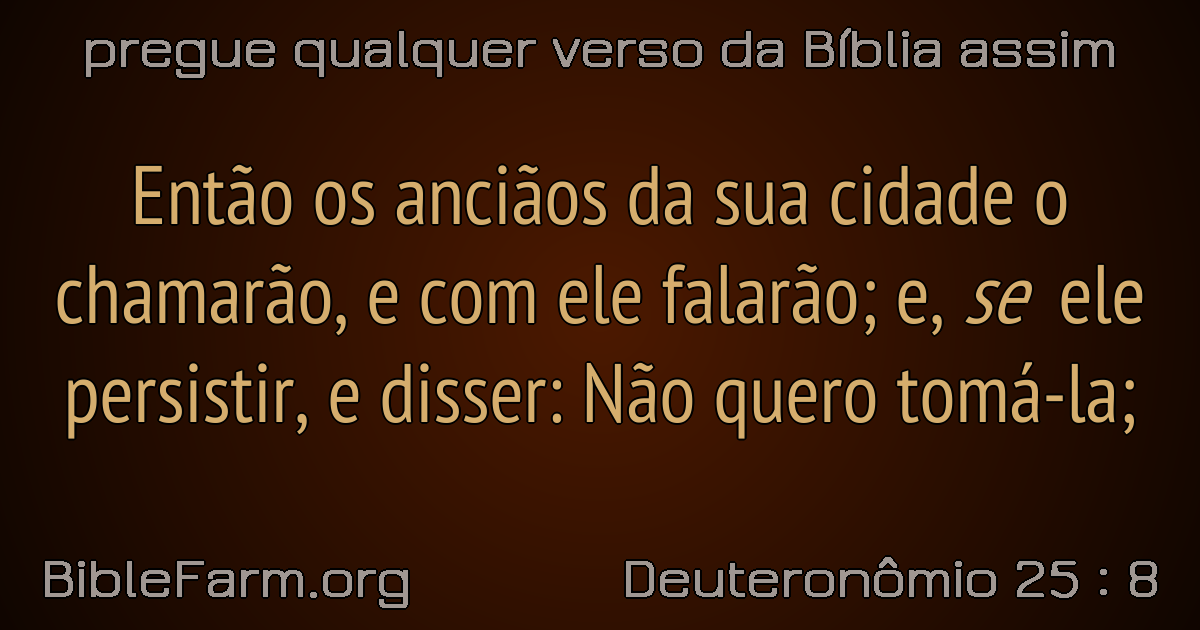 pregue qualquer verso da Bíblia assim
Então os anciãos da sua cidade o
chamarão, e com ele falarão; e, se ele
persistir, e disser: Não quero tomá-la;
BibleFarm.org
Deuteronômio 25 : 8